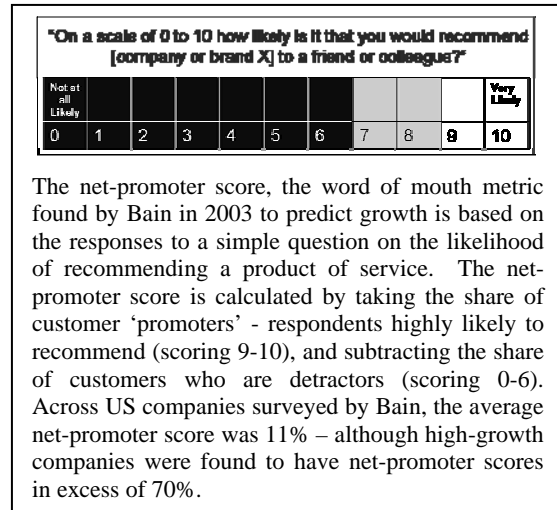 "On a scale of 0 to 10 how likely is it that you would recommend
[company or brand X] to a friend or colleague?"
Not at
all
Likely
Very
Likely
0 1 2 3 4 5 6 7 8 9 10
The net-promoter score, the word of mouth metric
found by Bain in 2003 to predict growth is based on
the responses to a simple question on the likelihood
of recommending a product of service. The net-
promoter score is calculated by taking the share of
customer ‘promoters’ - respondents highly likely to
recommend (scoring 9-10), and subtracting the share
of customers who are detractors (scoring 0-6).
Across US companies surveyed by Bain, the average
net-promoter score was 11% – although high-growth
companies were found to have net-promoter scores
in excess of 70%.